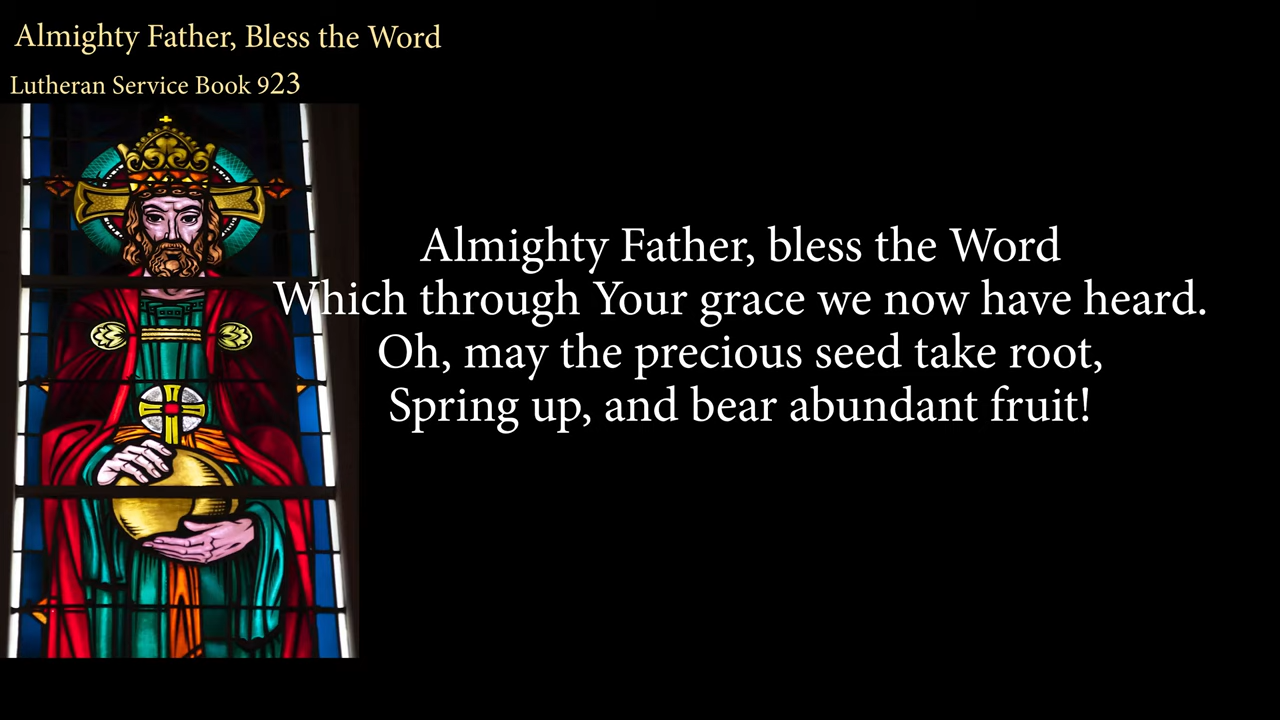 Almighty Father, Bless the Word
Lutheran Service Book 923
Almighty Father, bless the Word
Which through Your grace we now have heard.
Oh, may the precious seed take root,
Spring up, and bear abundant fruit!